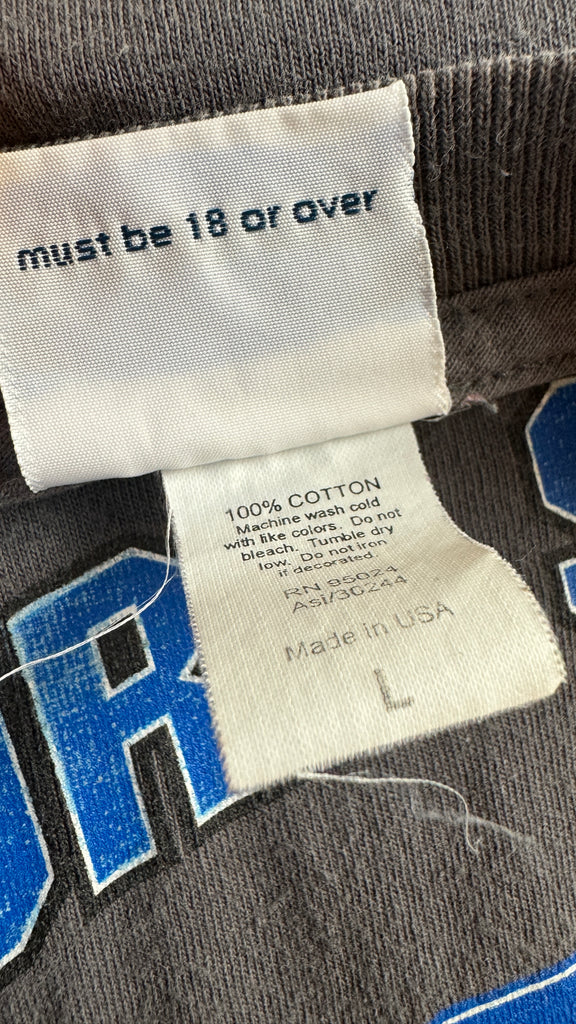 must be 18 or over
100% COTTON
Machine wash cold
with like colors. Do not
bleach. Tumble dry
low. Do not iron
if decorated.
RN 95024
Asi/30244
Made in USA
L
R